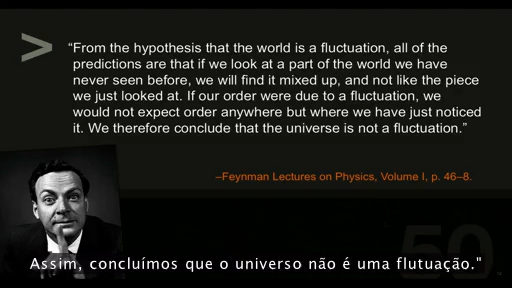 >
“From the hypothesis that the world is a fluctuation, all of the
predictions are that if we look at a part of the world we have
never seen before, we will find it mixed up, and not like the piece
we just looked at. If our order were due to a fluctuation, we
would not expect order anywhere but where we have just noticed
it. We therefore conclude that the universe is not a fluctuation.”
–Feynman Lectures on Physics, Volume I, p. 46–8.
50
Assim, concluímos que o universo não é uma flutuação."